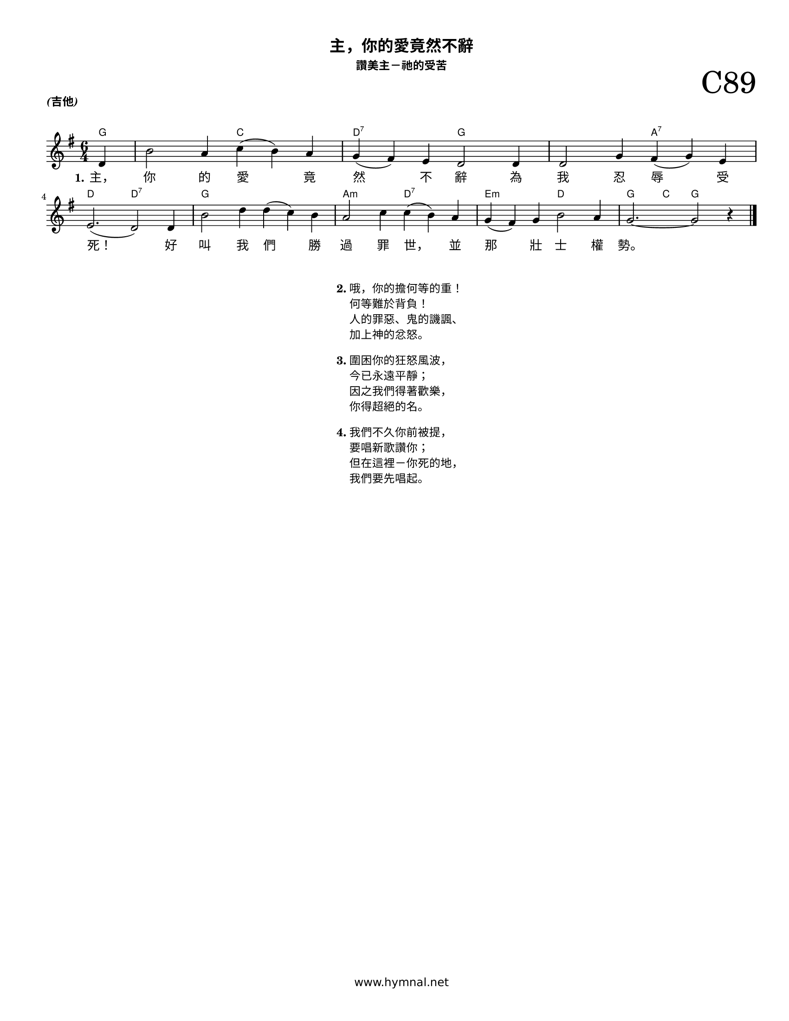 主，你的愛竟然不辭
讚美主－祂的受苦
C89
(吉他)
G C D7 G A7
1. 主， 你 的 愛 竟 然 不 辭 為 我 忍 辱 受
4
D D7 G Am D7 Em D G C G
死！ 好 叫 我 們 勝 過 罪 世， 並 那 壯 士 權 勢。
2. 哦，你的擔何等的重！
何等難於背負！
人的罪惡、鬼的譏諷、
加上神的忿怒。
3. 圍困你的狂怒風波，
今已永遠平靜；
因之我們得著歡樂，
你得超絕的名。
4. 我們不久你前被提，
要唱新歌讚你；
但在這裡－你死的地，
我們要先唱起。
www.hymnal.net